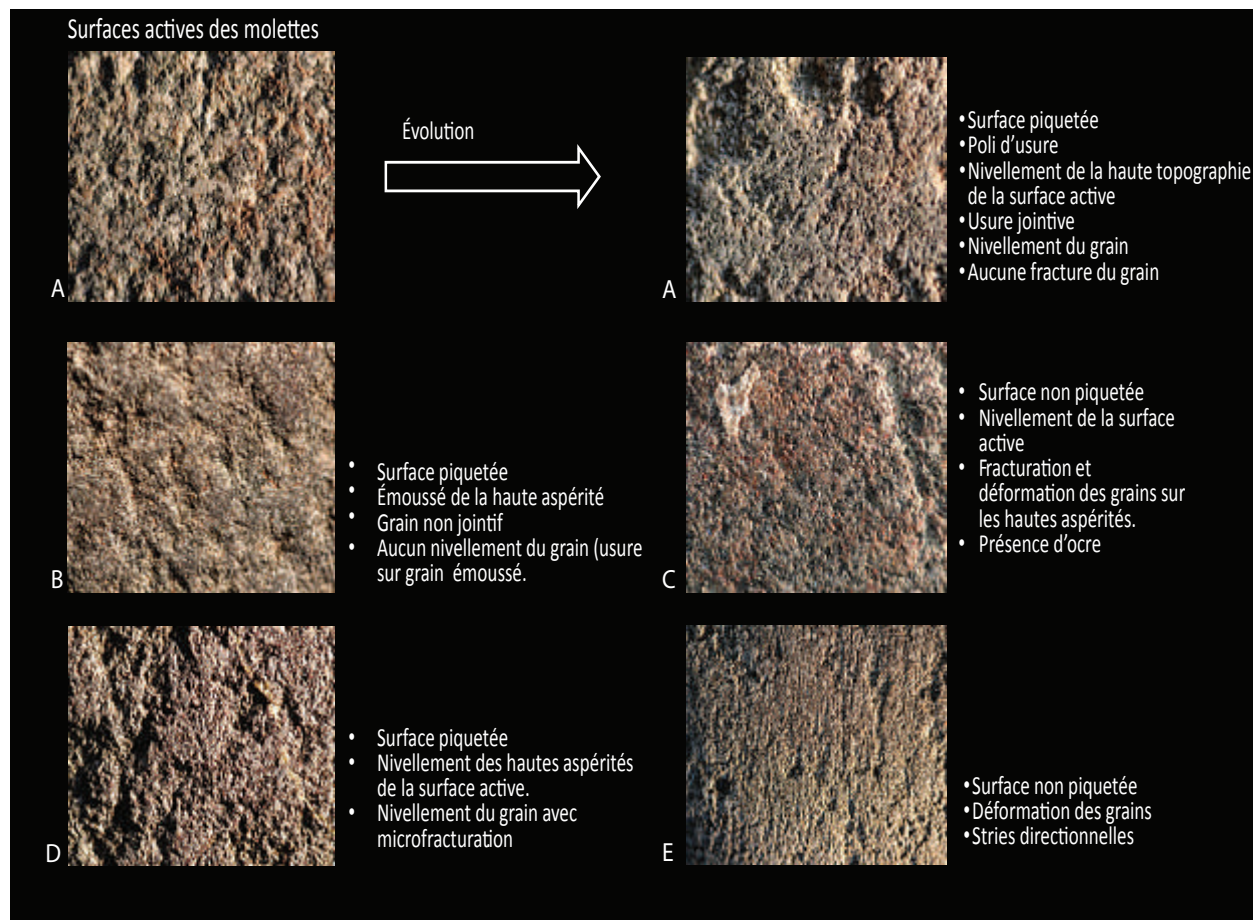 Surfaces actives des molettes
Évolution
A
A
•Surface piquetée
•Poli d'usure
•Nivellement de la haute topographie
de la surface active
•Usure jointive
•Nivellement du grain
•Aucune fracture du grain
B
• Surface piquetée
• Émoussé de la haute aspérité
• Grain non jointif
• Aucun nivellement du grain (usure
sur grain émoussé.
C
• Surface non piquetée
• Nivellement de la surface
active
• Fracturation et
déformation des grains sur
les hautes aspérités.
• Présence d'ocre
D
• Surface piquetée
• Nivellement des hautes aspérités
de la surface active.
• Nivellement du grain avec
microfracturation
E
•Surface non piquetée
•Déformation des grains
•Stries directionnelles